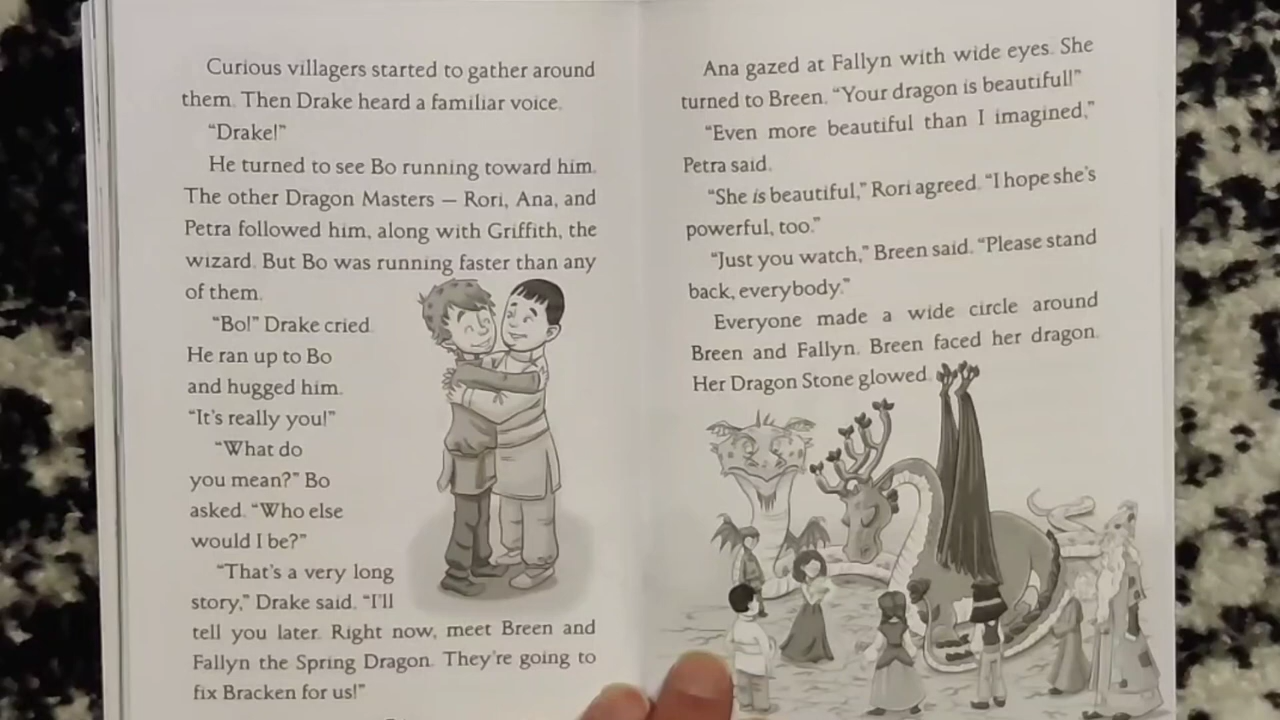 Curious villagers started to gather around
them. Then Drake heard a familiar voice.
“Drake!”
He turned to see Bo running toward him.
The other Dragon Masters — Rori, Ana, and
Petra followed him, along with Griffith, the
wizard. But Bo was running faster than any
of them.
“Bo!” Drake cried.
He ran up to Bo
and hugged him.
“It’s really you!”
“What do
you mean?” Bo
asked. “Who else
would I be?”
“That’s a very long
story,” Drake said. “I’ll
tell you later. Right now, meet Breen and
Fallyn the Spring Dragon. They’re going to
fix Bracken for us!”
Ana gazed at Fallyn with wide eyes. She
turned to Breen. “Your dragon is beautiful!”
“Even more beautiful than I imagined,”
Petra said.
“She is beautiful,” Rori agreed. “I hope she’s
powerful, too.”
“Just you watch,” Breen said. “Please stand
back, everybody.”
Everyone made a wide circle around
Breen and Fallyn. Breen faced her dragon.
Her Dragon Stone glowed.